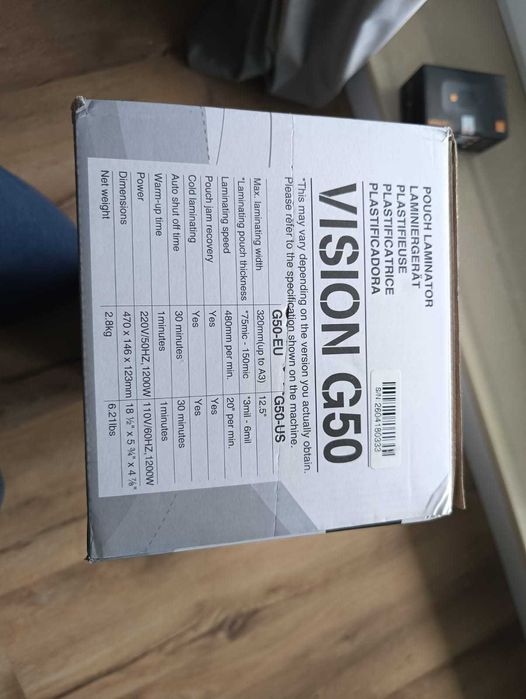 POUCH LAMINATOR
LAMINIERGERÄT
PLASTIFIEUSE
PLASTIFICATRICE
PLASTIFICADORA
S/N 2604180333
VISION G50
*This may vary depending on the version you actually obtain.
Please refer to the specification shown on the machine.
G50-EU G50-US
Max. laminating width 320mm(up to A3) 12.5"
*Laminating pouch thickness *75mic - 150mic *3mil - 6mil
Laminating speed 480mm per min. 20" per min.
Pouch jam recovery Yes Yes
Cold laminating Yes Yes
Auto shut off time 30 minutes 30 minutes
Warm-up time 1minutes 1minutes
Power 220V/50HZ,1200W 110V/60HZ,1200W
Dimensions 470 x 146 x 123mm 18 ½" x 5 ¾" x 4 ⅞"
Net weight 2.8kg 6.21lbs